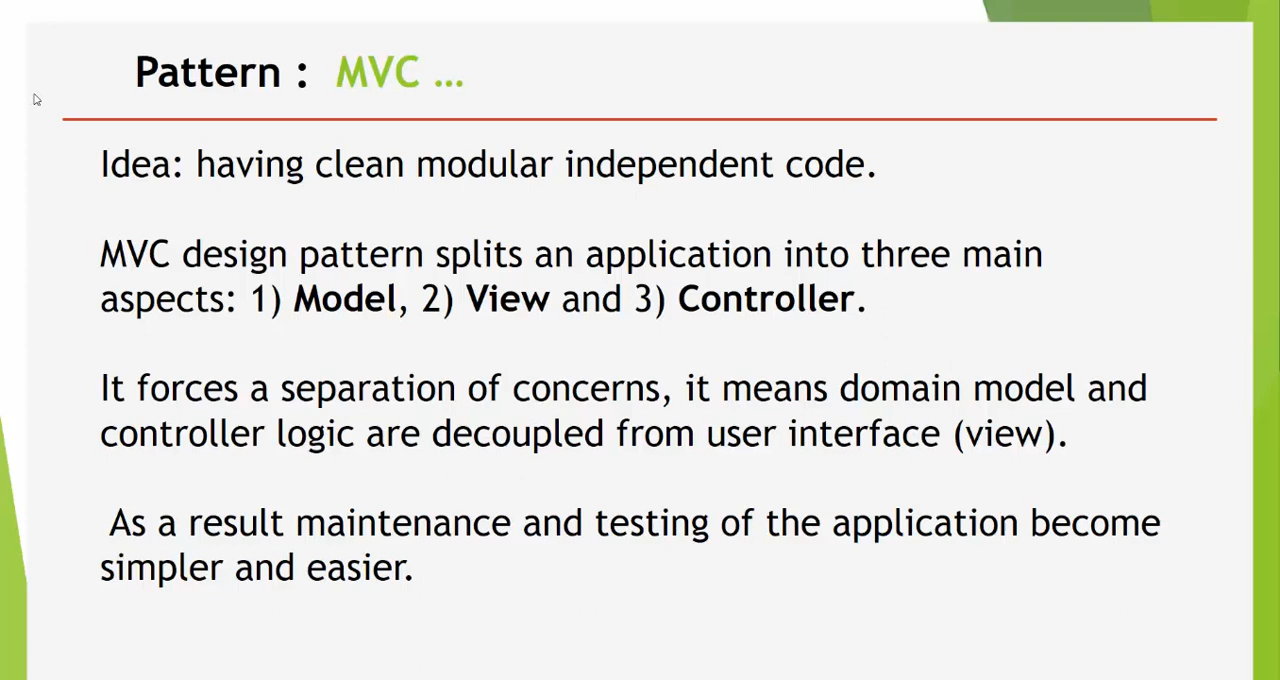 Pattern : MVC ...
Idea: having clean modular independent code.
MVC design pattern splits an application into three main
aspects: 1) Model, 2) View and 3) Controller.
It forces a separation of concerns, it means domain model and
controller logic are decoupled from user interface (view).
As a result maintenance and testing of the application become
simpler and easier.